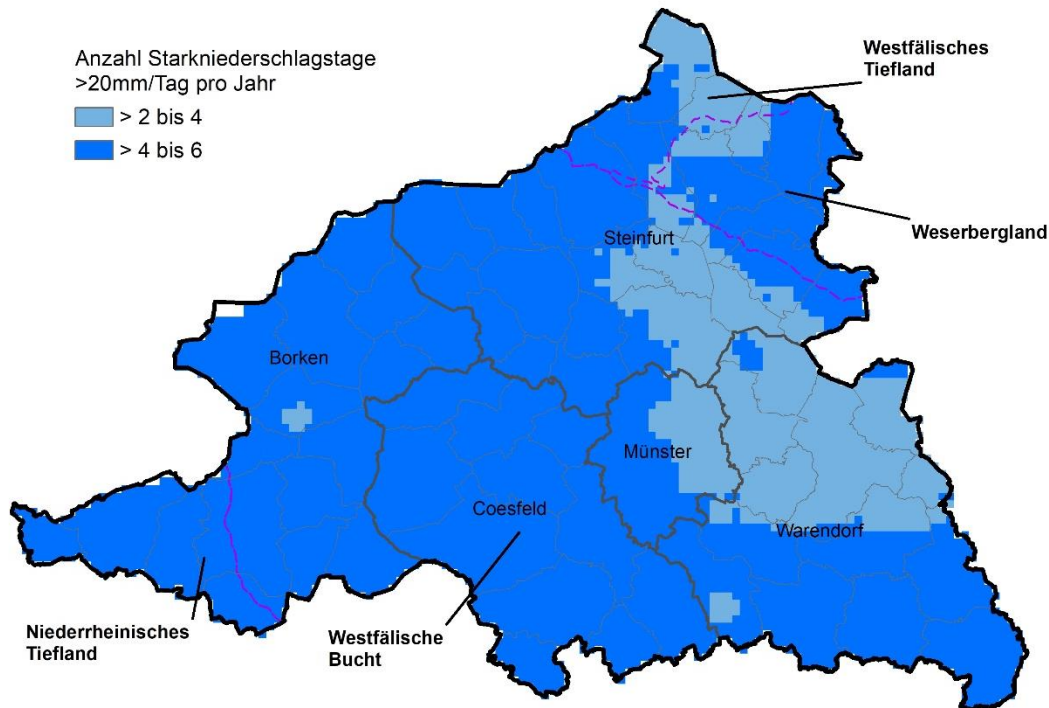 Anzahl Starkniederschlagstage
>20mm/Tag pro Jahr
> 2 bis 4
> 4 bis 6
Westfälisches
Tiefland
Weserbergland
Steinfurt
Borken
Münster
Coesfeld
Warendorf
Niederrheinisches
Tiefland
Westfälische
Bucht